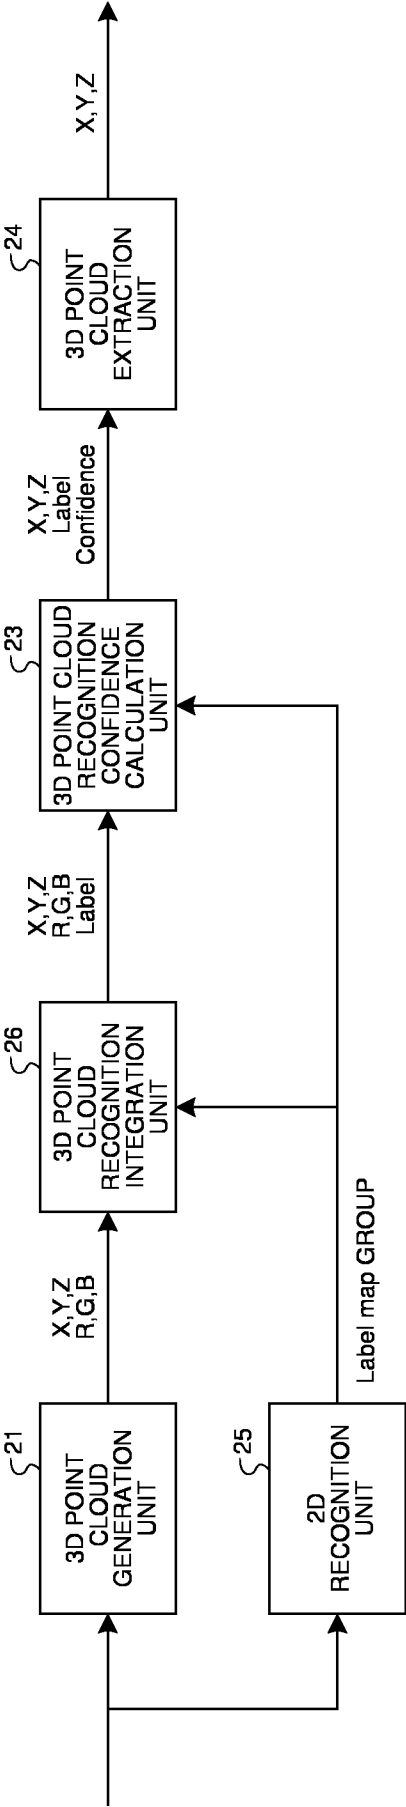 21
3D POINT
CLOUD
GENERATION
UNIT
X,Y,Z
R,G,B
26
3D POINT
CLOUD
RECOGNITION
INTEGRATION
UNIT
X,Y,Z
R,G,B
Label
23
3D POINT CLOUD
RECOGNITION
CONFIDENCE
CALCULATION
UNIT
X,Y,Z
Label
Confidence
24
3D POINT
CLOUD
EXTRACTION
UNIT
X,Y,Z
25
2D
RECOGNITION
UNIT
Label map GROUP